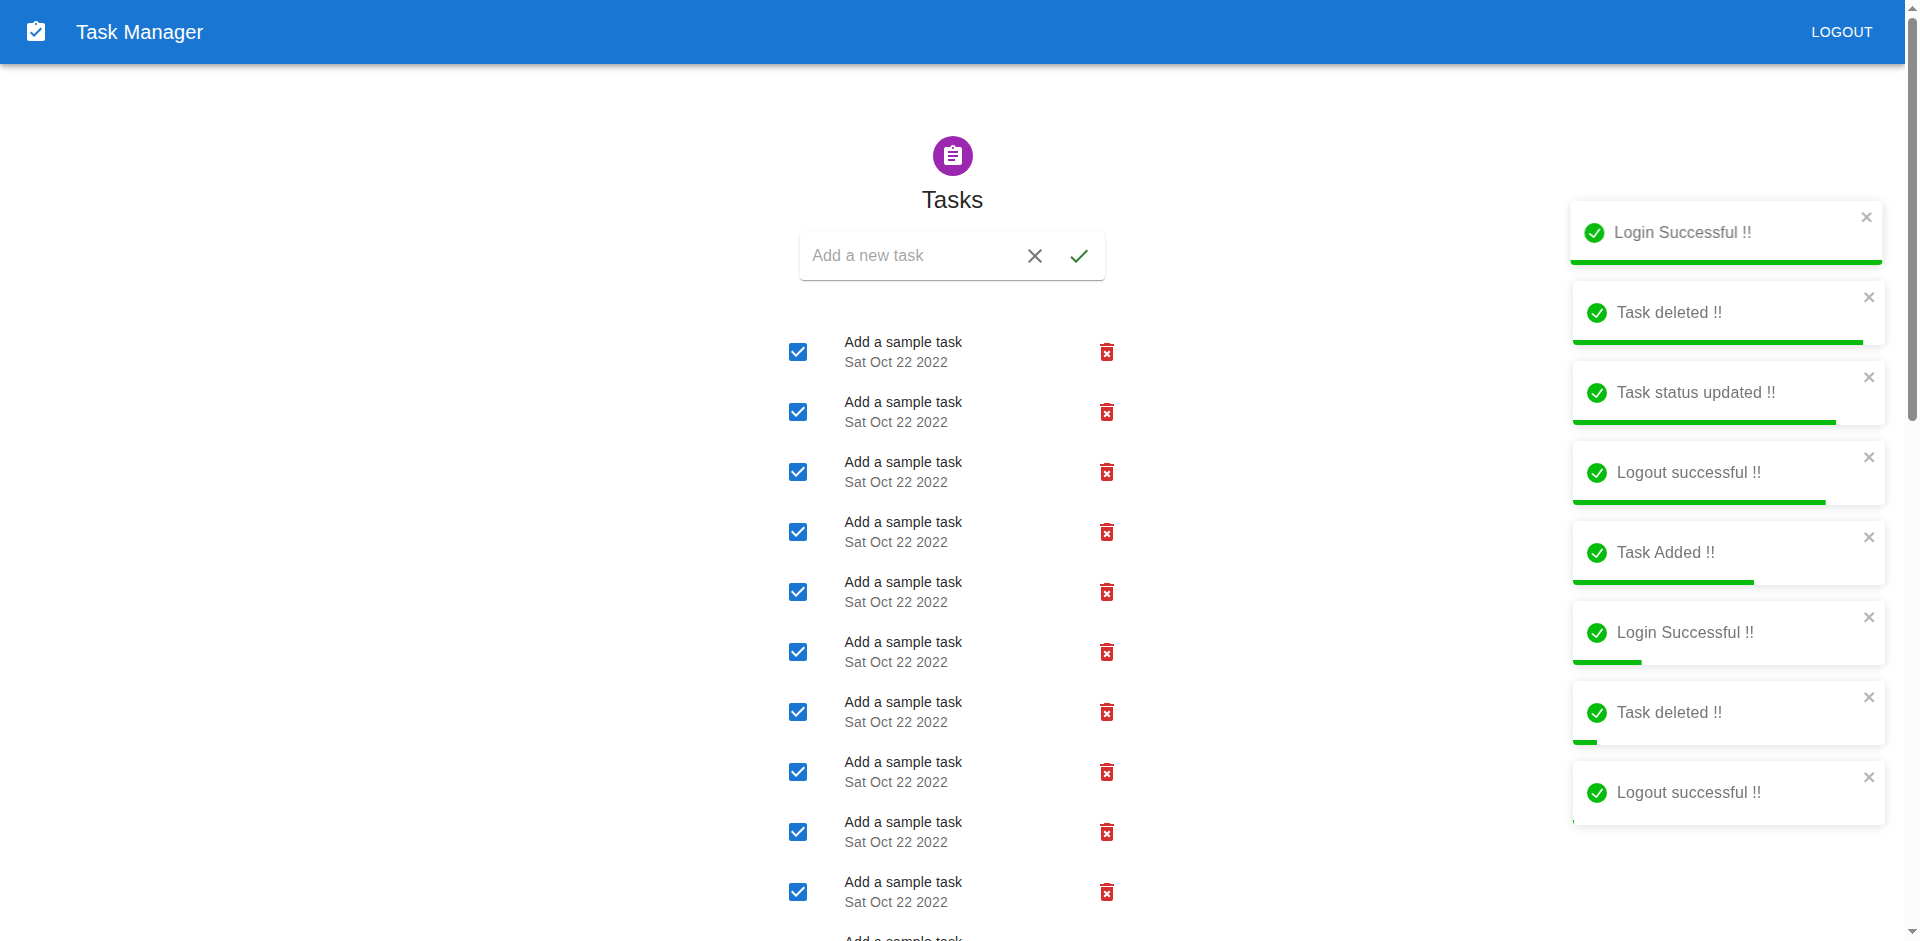 Task Manager
LOGOUT
Tasks
Add a new task
Add a sample task
Sat Oct 22 2022
Add a sample task
Sat Oct 22 2022
Add a sample task
Sat Oct 22 2022
Add a sample task
Sat Oct 22 2022
Add a sample task
Sat Oct 22 2022
Add a sample task
Sat Oct 22 2022
Add a sample task
Sat Oct 22 2022
Add a sample task
Sat Oct 22 2022
Add a sample task
Sat Oct 22 2022
Add a sample task
Sat Oct 22 2022
Add a sample task
Login Successful !!
Task deleted !!
Task status updated !!
Logout successful !!
Task Added !!
Login Successful !!
Task deleted !!
Logout successful !!